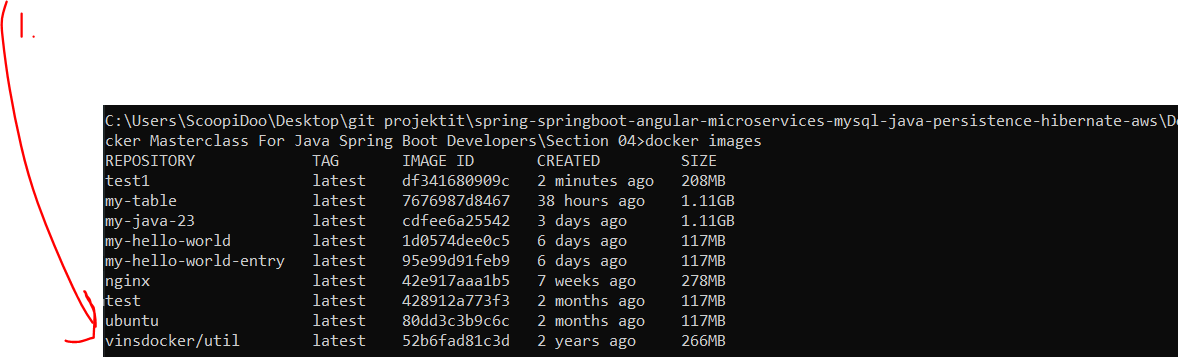 1.
C:\Users\ScoopiDoo\Desktop\git projektit\spring-springboot-angular-microservices-mysql-java-persistence-hibernate-aws\Do
cker Masterclass For Java Spring Boot Developers\Section 04>docker images
REPOSITORY TAG IMAGE ID CREATED SIZE
test1 latest df341680909c 2 minutes ago 208MB
my-table latest 7676987d8467 38 hours ago 1.11GB
my-java-23 latest cdfee6a25542 3 days ago 1.11GB
my-hello-world latest 1d0574dee0c5 6 days ago 117MB
my-hello-world-entry latest 95e99d91feb9 6 days ago 117MB
nginx latest 42e917aaa1b5 7 weeks ago 278MB
test latest 428912a773f3 2 months ago 117MB
ubuntu latest 80dd3c3b9c6c 2 months ago 117MB
vinsdocker/util latest 52b6fad81c3d 2 years ago 266MB